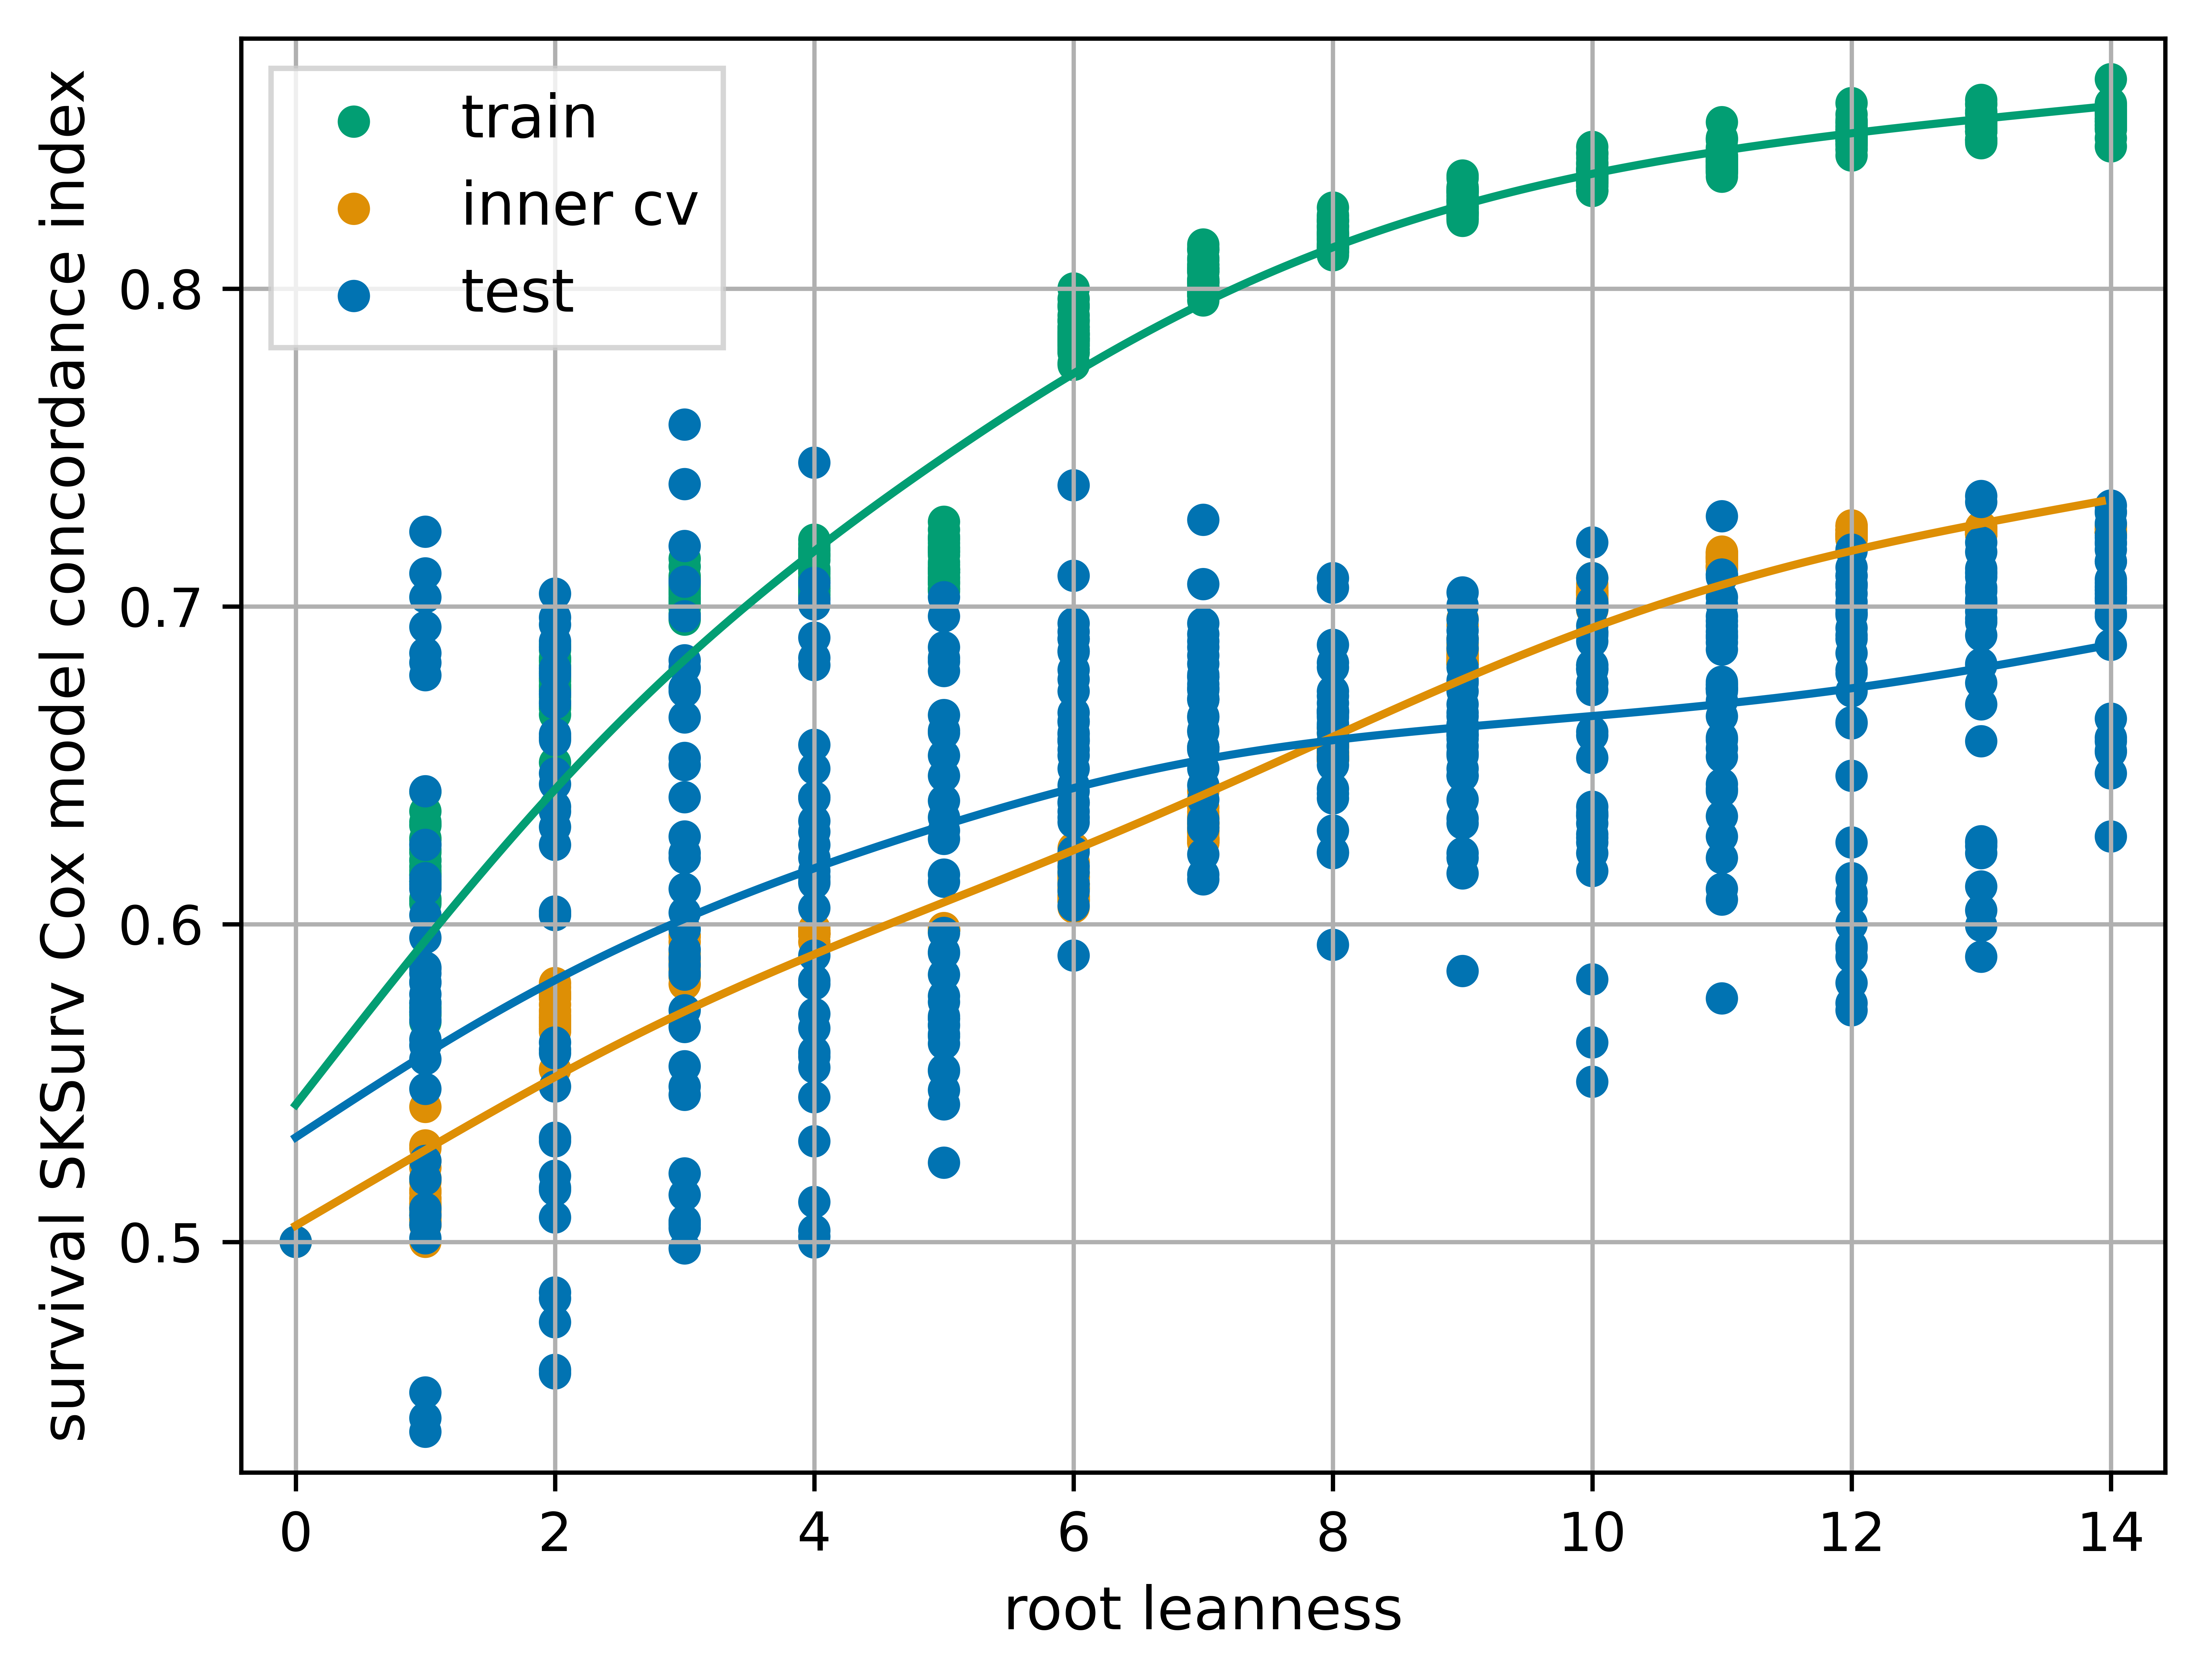 train
inner cv
test
survival SKSurv Cox model concordance index
0.8
0.7
0.6
0.5
0 2 4 6 8 10 12 14
root leanness